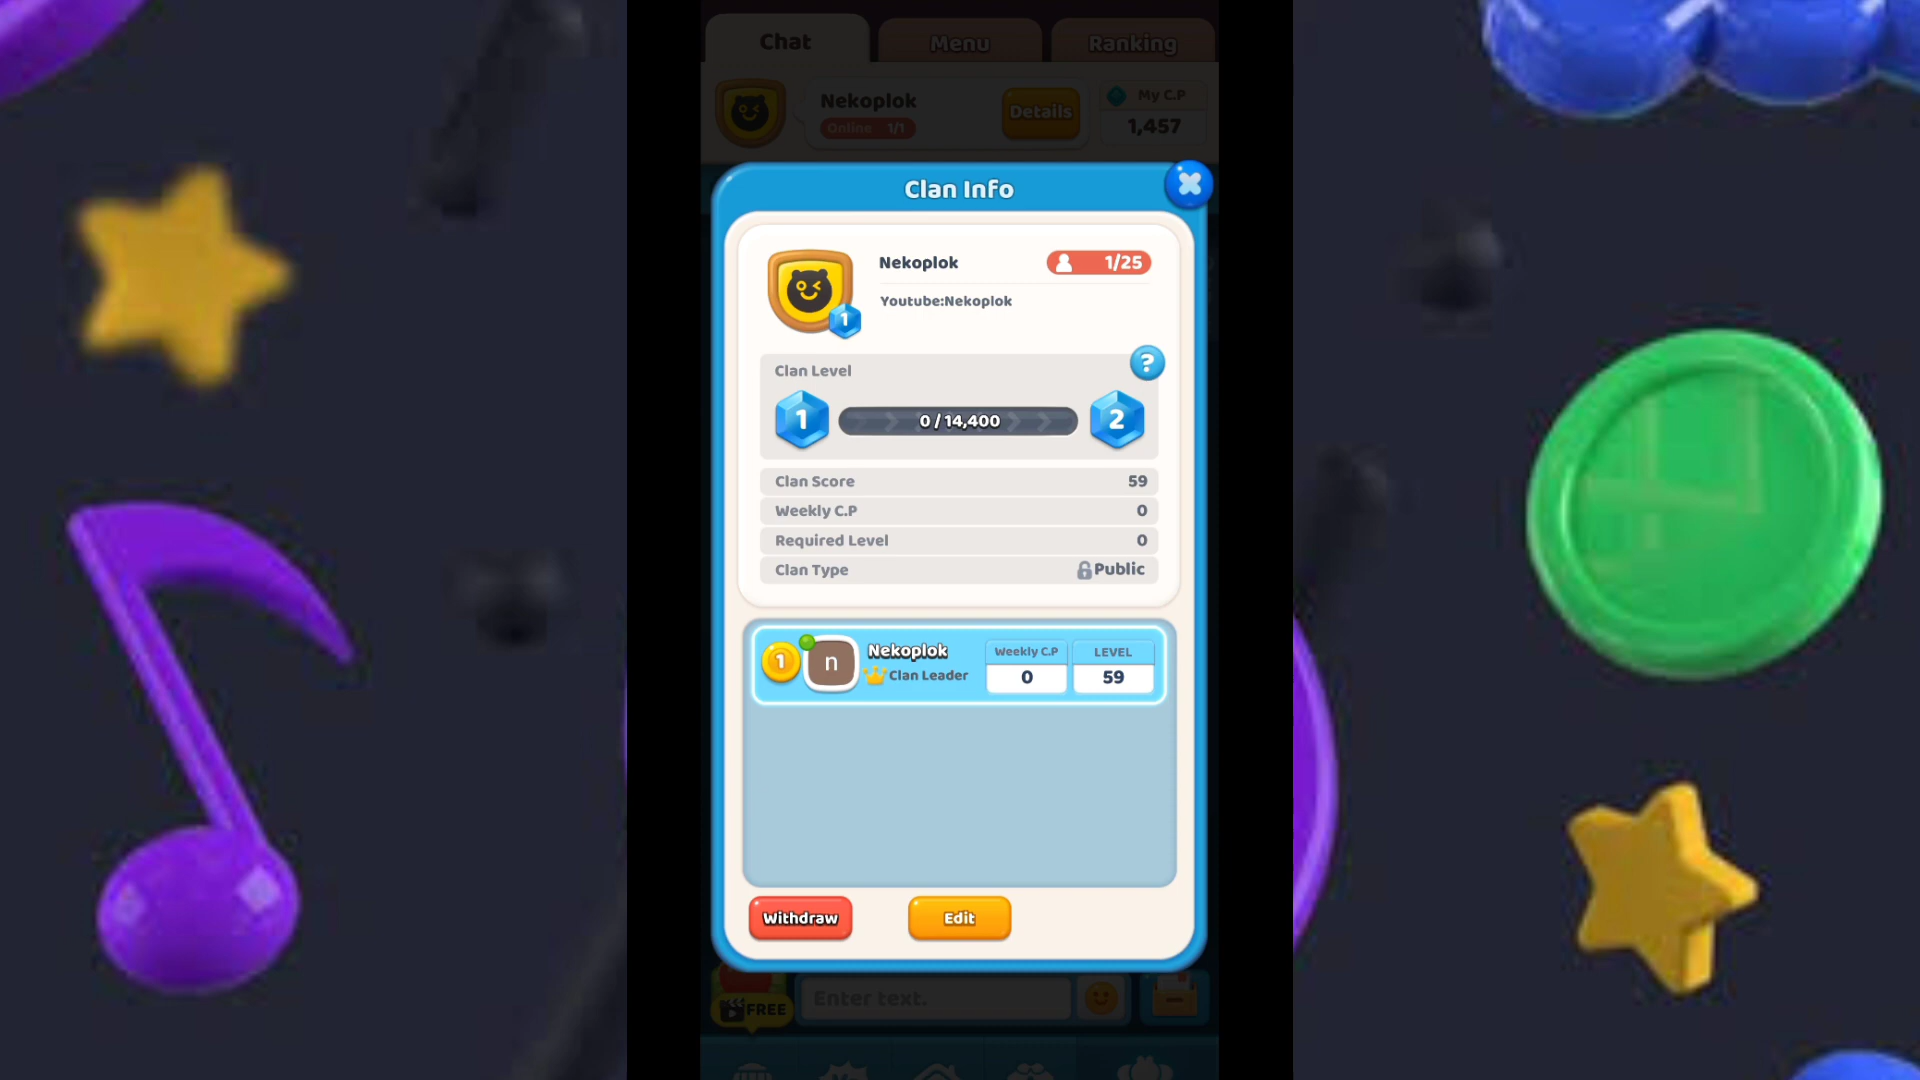 Chat
Menu
Ranking
Nekoplok
Online 1/1
Details
My C.P
1,457
Clan Info
Nekoplok
1/25
Youtube:Nekoplok
1
Clan Level
?
1
0 / 14,400
2
Clan Score 59
Weekly C.P 0
Required Level 0
Clan Type Public
1
n
Nekoplok
Clan Leader
Weekly C.P
0
LEVEL
59
Withdraw
Edit
FREE
Enter text.